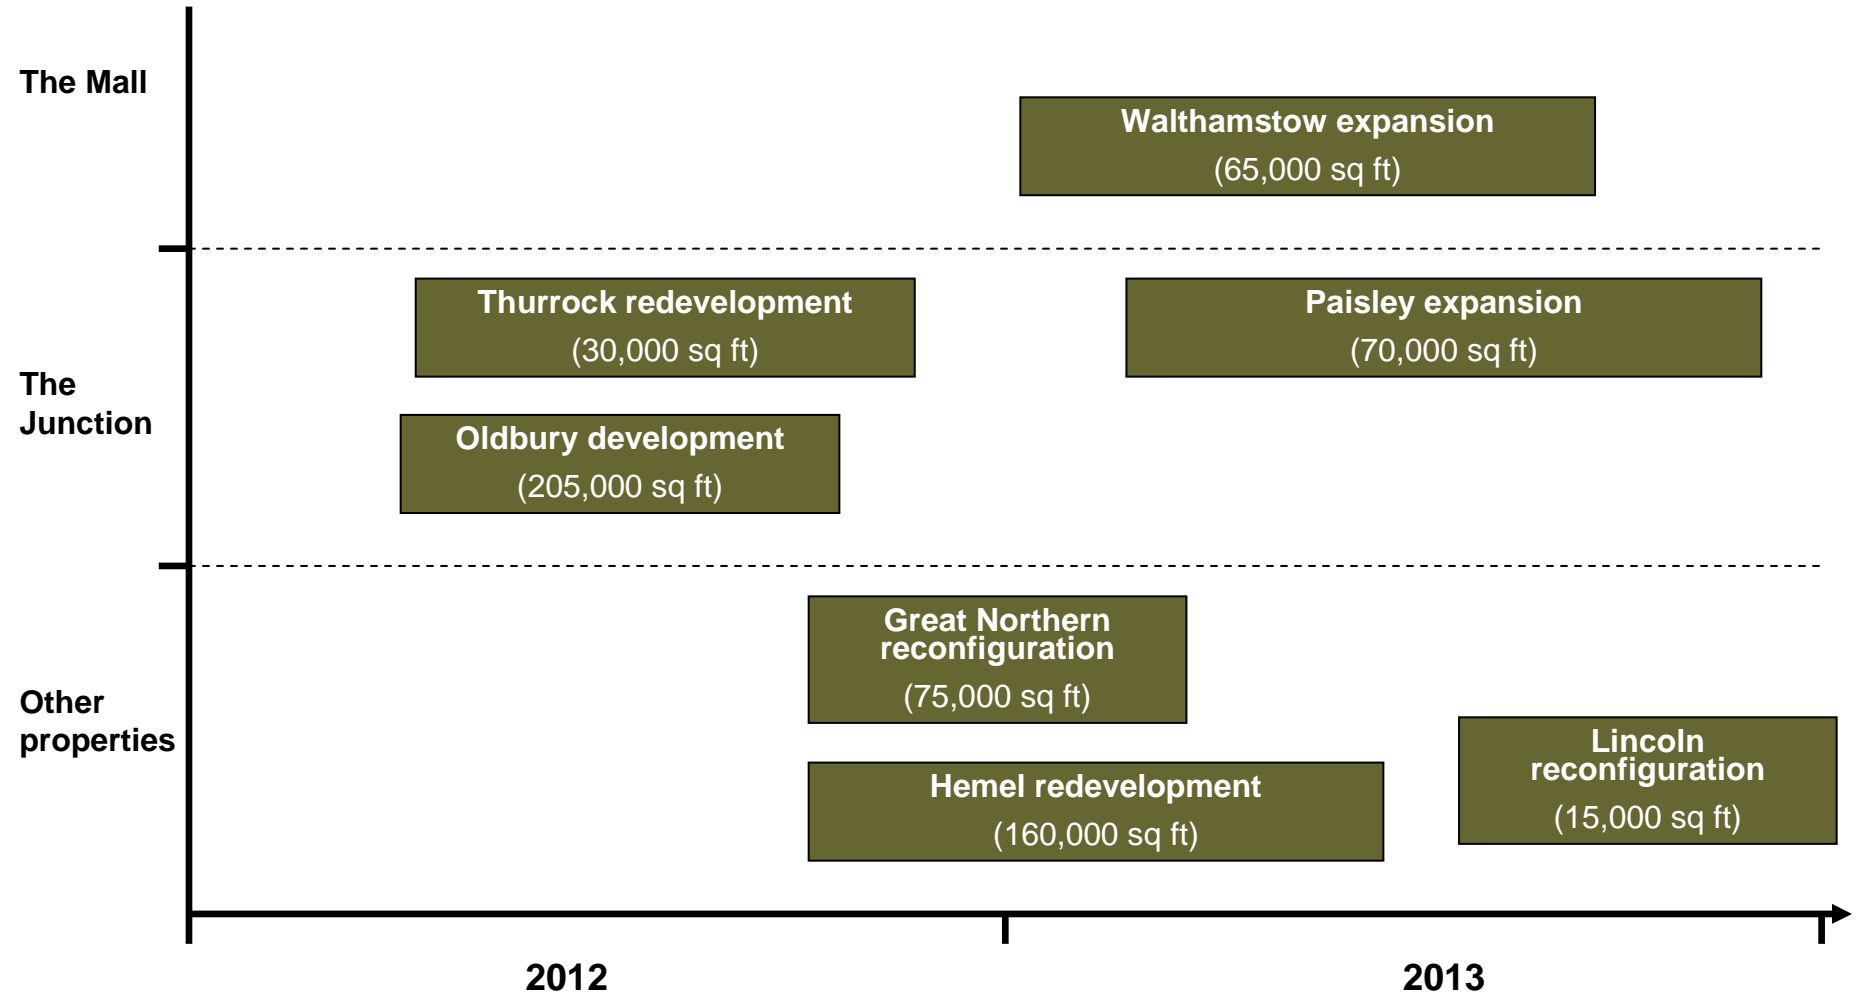 The Mall
Walthamstow expansion
(65,000 sq ft)
Thurrock redevelopment
(30,000 sq ft)
Paisley expansion
(70,000 sq ft)
The
Junction
Oldbury development
(205,000 sq ft)
Great Northern
reconfiguration
(75,000 sq ft)
Other
properties
Lincoln
reconfiguration
(15,000 sq ft)
Hemel redevelopment
(160,000 sq ft)
2012
2013